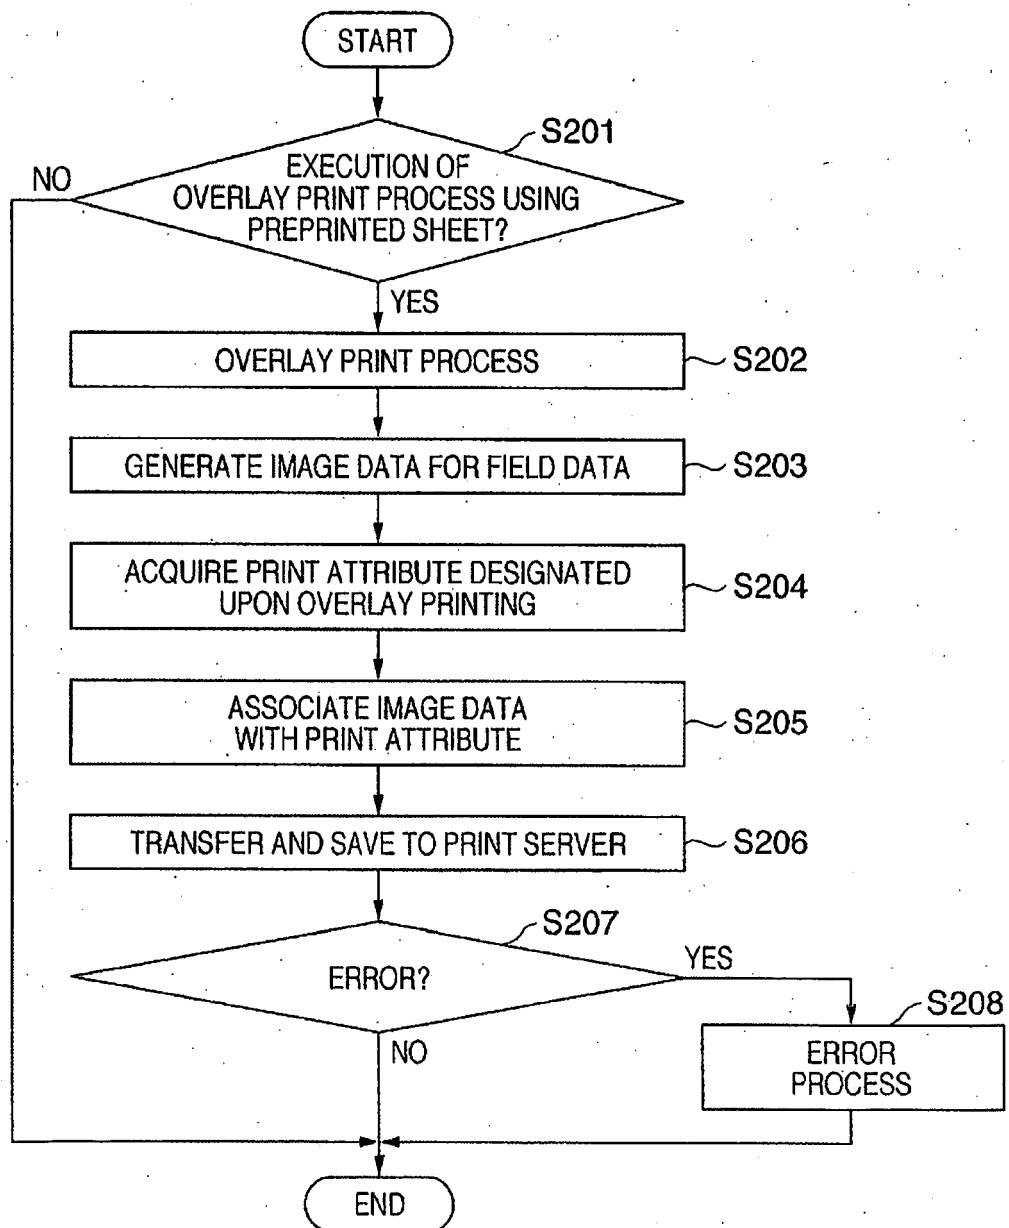 START
S201
NO
EXECUTION OF
OVERLAY PRINT PROCESS USING
PREPRINTED SHEET?
YES
OVERLAY PRINT PROCESS
S202
GENERATE IMAGE DATA FOR FIELD DATA
S203
ACQUIRE PRINT ATTRIBUTE DESIGNATED
UPON OVERLAY PRINTING
S204
ASSOCIATE IMAGE DATA
WITH PRINT ATTRIBUTE
S205
TRANSFER AND SAVE TO PRINT SERVER
S206
S207
ERROR?
YES
NO
S208
ERROR
PROCESS
END